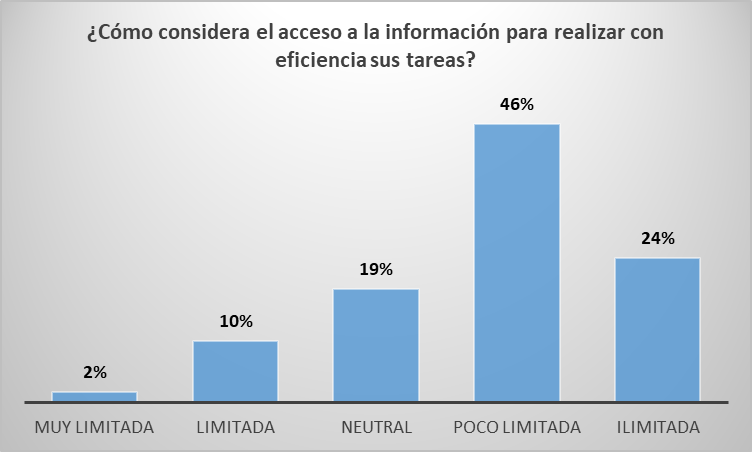 ¿Cómo considera el acceso a la información para realizar con
eficiencia sus tareas?
46%
24%
19%
10%
2%
MUY LIMITADA
LIMITADA
NEUTRAL
POCO LIMITADA
ILIMITADA